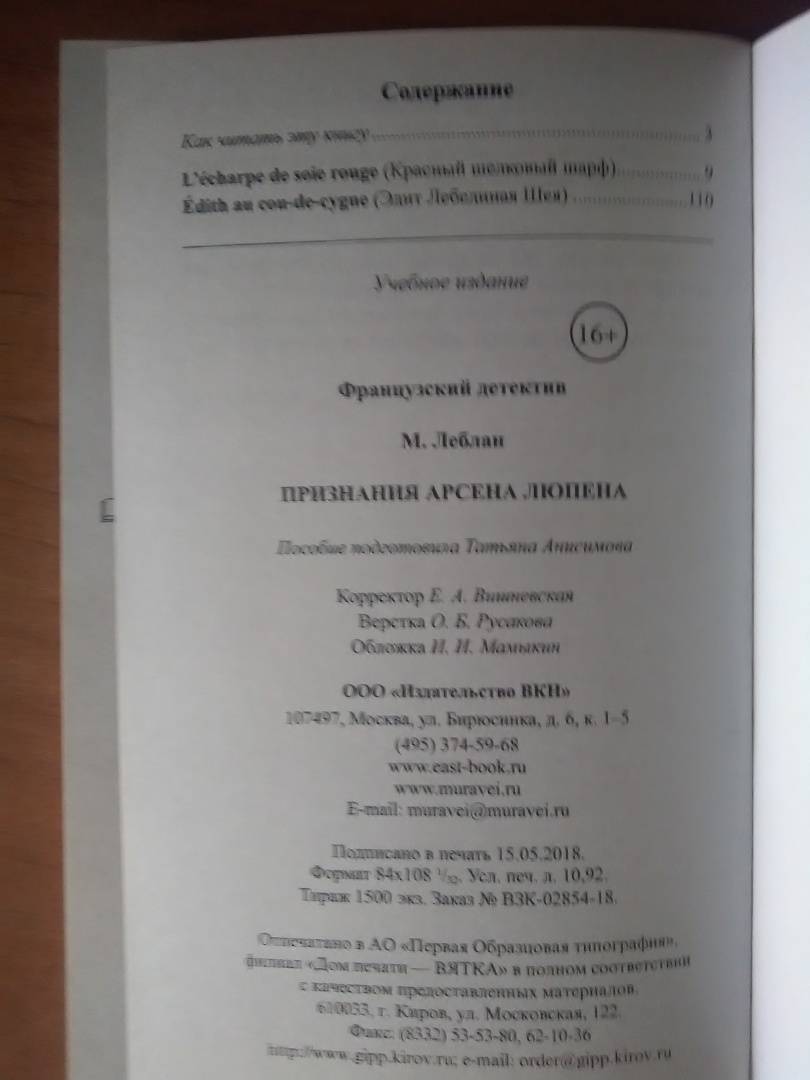 Содержание
Как читать эту книгу 3
L'écharpe de soie rouge (Красный шелковый шарф) 9
Édith au cou-de-cygne (Эдит Лебединая Шея) 110
Учебное издание
16+
Французский детектив
М. Леблан
ПРИЗНАНИЯ АРСЕНА ЛЮПЕНА
Пособие подготовила Татьяна Анисимова
Корректор Е. А. Вишневская
Верстка О. Б. Русакова
Обложка И. И. Мамыкин
ООО «Издательство ВКН»
107497, Москва, ул. Бирюсинка, д. 6, к. 1–5
(495) 374-59-68
www.east-book.ru
www.muravei.ru
E-mail: muravei@muravei.ru
Подписано в печать 15.05.2018.
Формат 84x108 1/32. Усл. печ. л. 10,92.
Тираж 1500 экз. Заказ № ВЗК-02854-18.
Отпечатано в АО «Первая Образцовая типография»,
филиал «Дом печати — ВЯТКА» в полном соответствии
с качеством предоставленных материалов.
610033, г. Киров, ул. Московская, 122.
Факс: (8332) 53-53-80, 62-10-36
http://www.gipp.kirov.ru; e-mail: order@gipp.kirov.ru